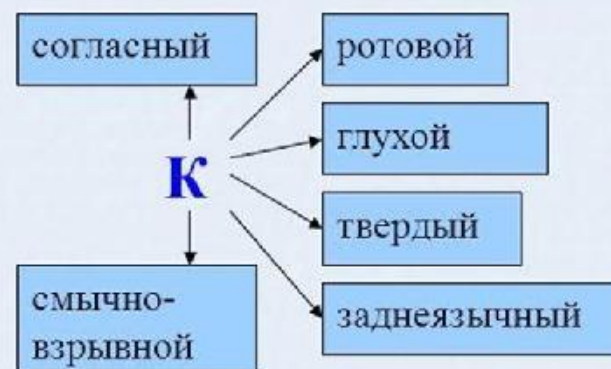 согласный
ротовой
глухой
К
твердый
смычно-
взрывной
заднеязычный